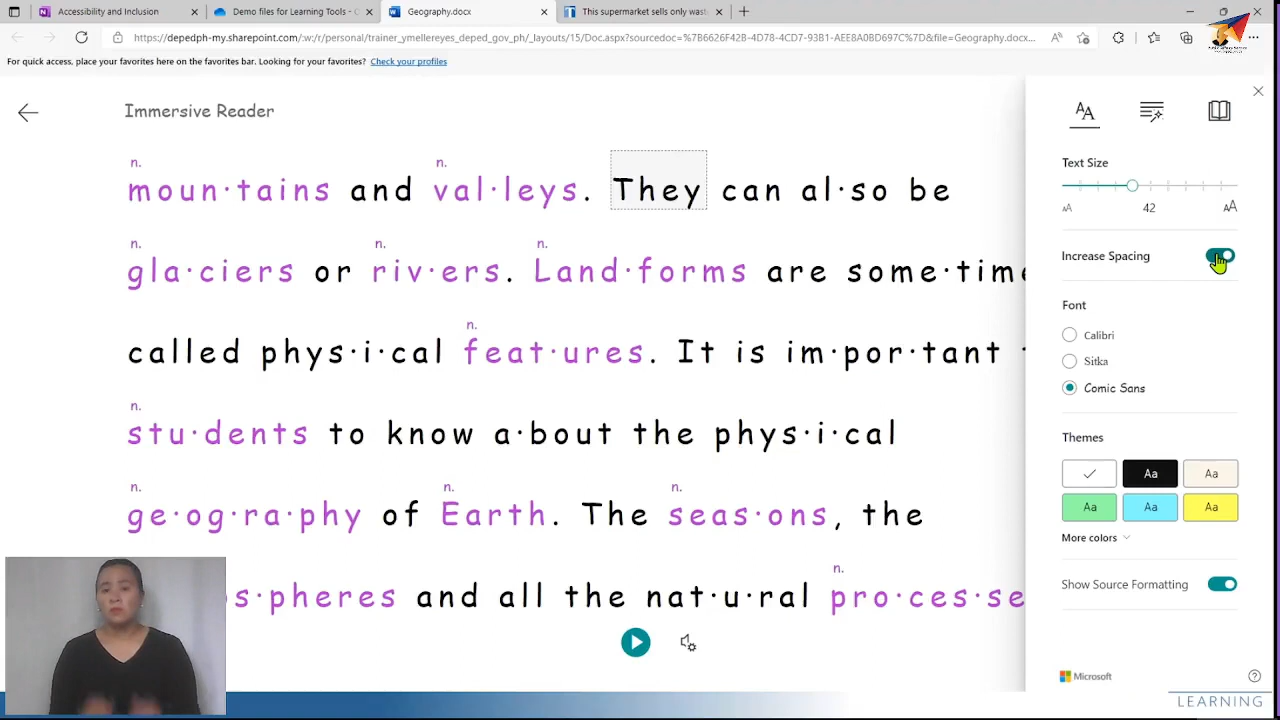 Accessibility and Inclusion
Demo files for Learning Tools - O
Geography.docx
This supermarket sells only wast
https://depedph-my.sharepoint.com/:w:/r/personal/trainer_ymellereyes_deped_gov_ph/_layouts/15/Doc.aspx?sourcedoc=%7B6626F42B-4D78-4CD7-93B1-AEE8A0BD697C%7D&file=Geography.docx...
For quick access, place your favorites here on the favorites bar. Looking for your favorites? Check your profiles
Immersive Reader
n. n.
moun·tains and val·leys. They can al·so be
n. n. n.
gla·ciers or riv·ers. Land·forms are some·time
n.
called phys·i·cal feat·ures. It is im·por·tant
n.
stu·dents to know a·bout the phys·i·cal
n. n. n.
ge·og·ra·phy of Earth. The seas·ons, the
n.
s·pheres and all the nat·u·ral pro·ces·se
AA
Text Size
AA 42 AA
Increase Spacing
Font
Calibri
Sitka
Comic Sans
Themes
Aa Aa
Aa Aa Aa
More colors
Show Source Formatting
Microsoft
LEARNING